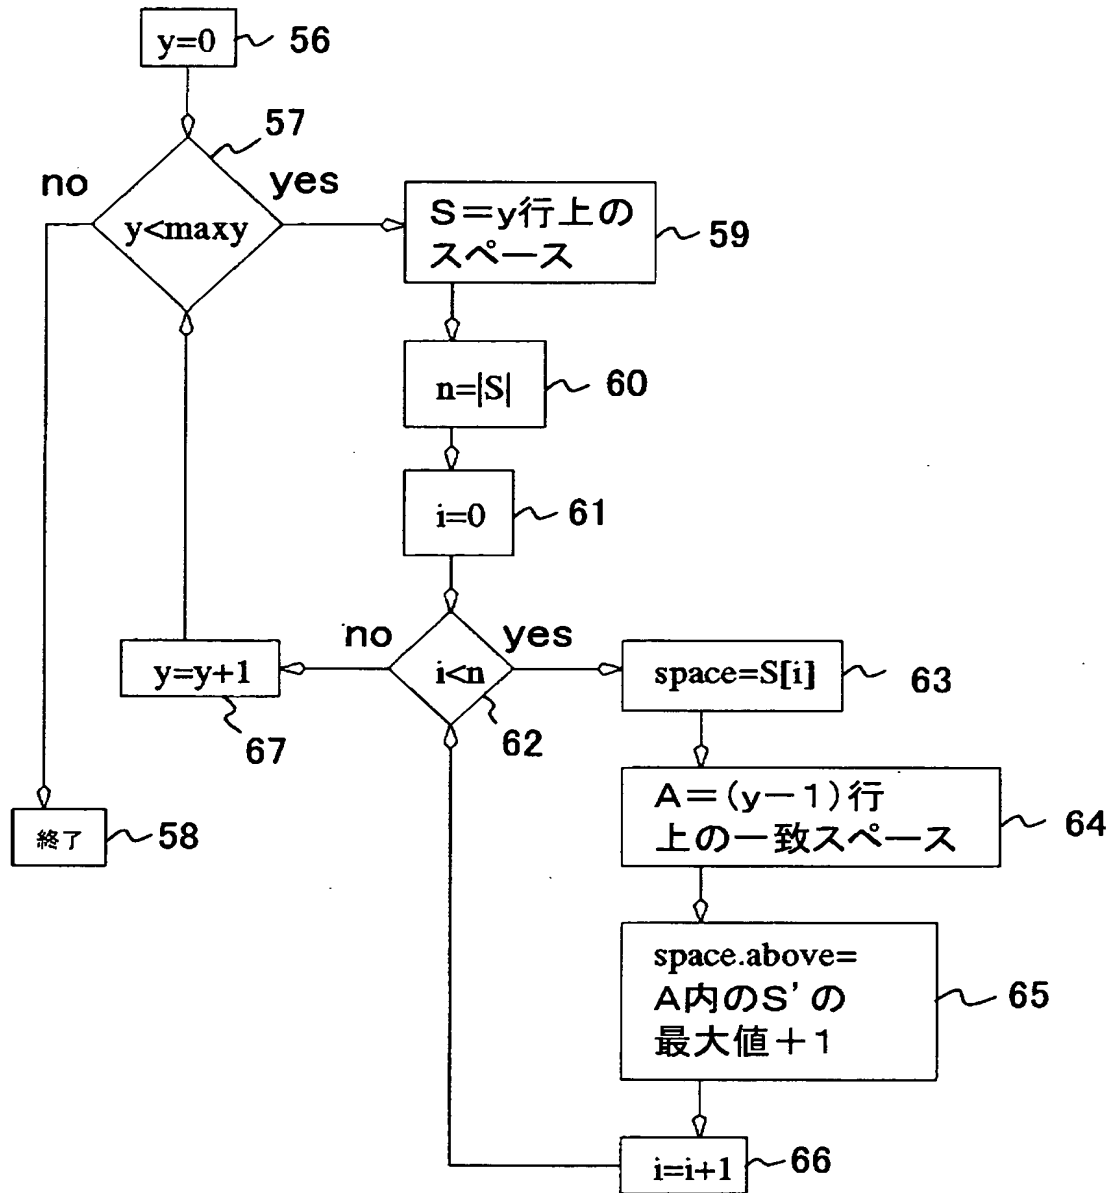 y=0
56
57
no
yes
y<maxy
S=y行上の
スペース
59
n=|S|
60
i=0
61
no
yes
i<n
62
y=y+1
67
space=S[i]
63
終了
58
A=(y−1)行
上の一致スペース
64
space.above=
A内のS'の
最大値+1
65
i=i+1
66